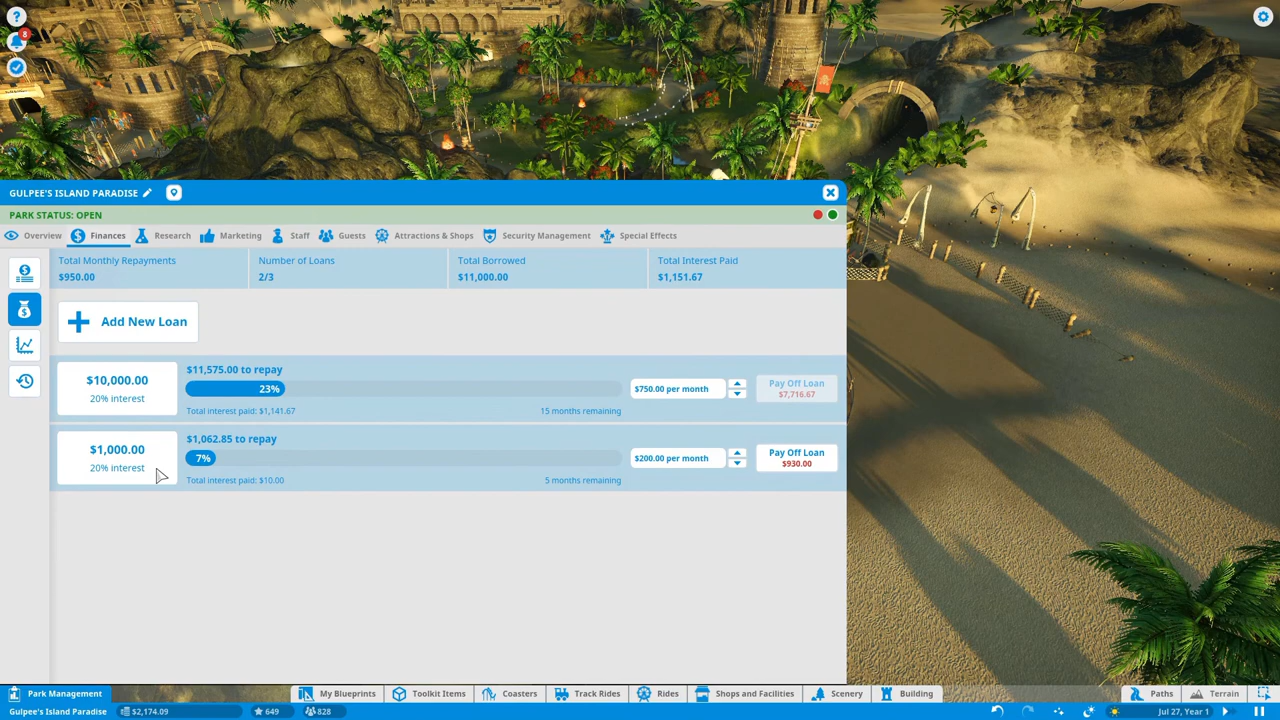 ?
8
GULPEE'S ISLAND PARADISE
PARK STATUS: OPEN
Overview Finances Research Marketing Staff Guests Attractions & Shops Security Management Special Effects
Total Monthly Repayments Number of Loans Total Borrowed Total Interest Paid
$950.00 2/3 $11,000.00 $1,151.67
Add New Loan
$11,575.00 to repay
$10,000.00 23% $750.00 per month Pay Off Loan
20% interest $7,716.67
Total interest paid: $1,141.67 15 months remaining
$1,062.85 to repay
$1,000.00 7% $200.00 per month Pay Off Loan
20% interest $930.00
Total interest paid: $10.00 5 months remaining
Park Management My Blueprints Toolkit Items Coasters Track Rides Rides Shops and Facilities Scenery Building Paths Terrain
Gulpee's Island Paradise $2,174.09 649 828 Jul 27, Year 1